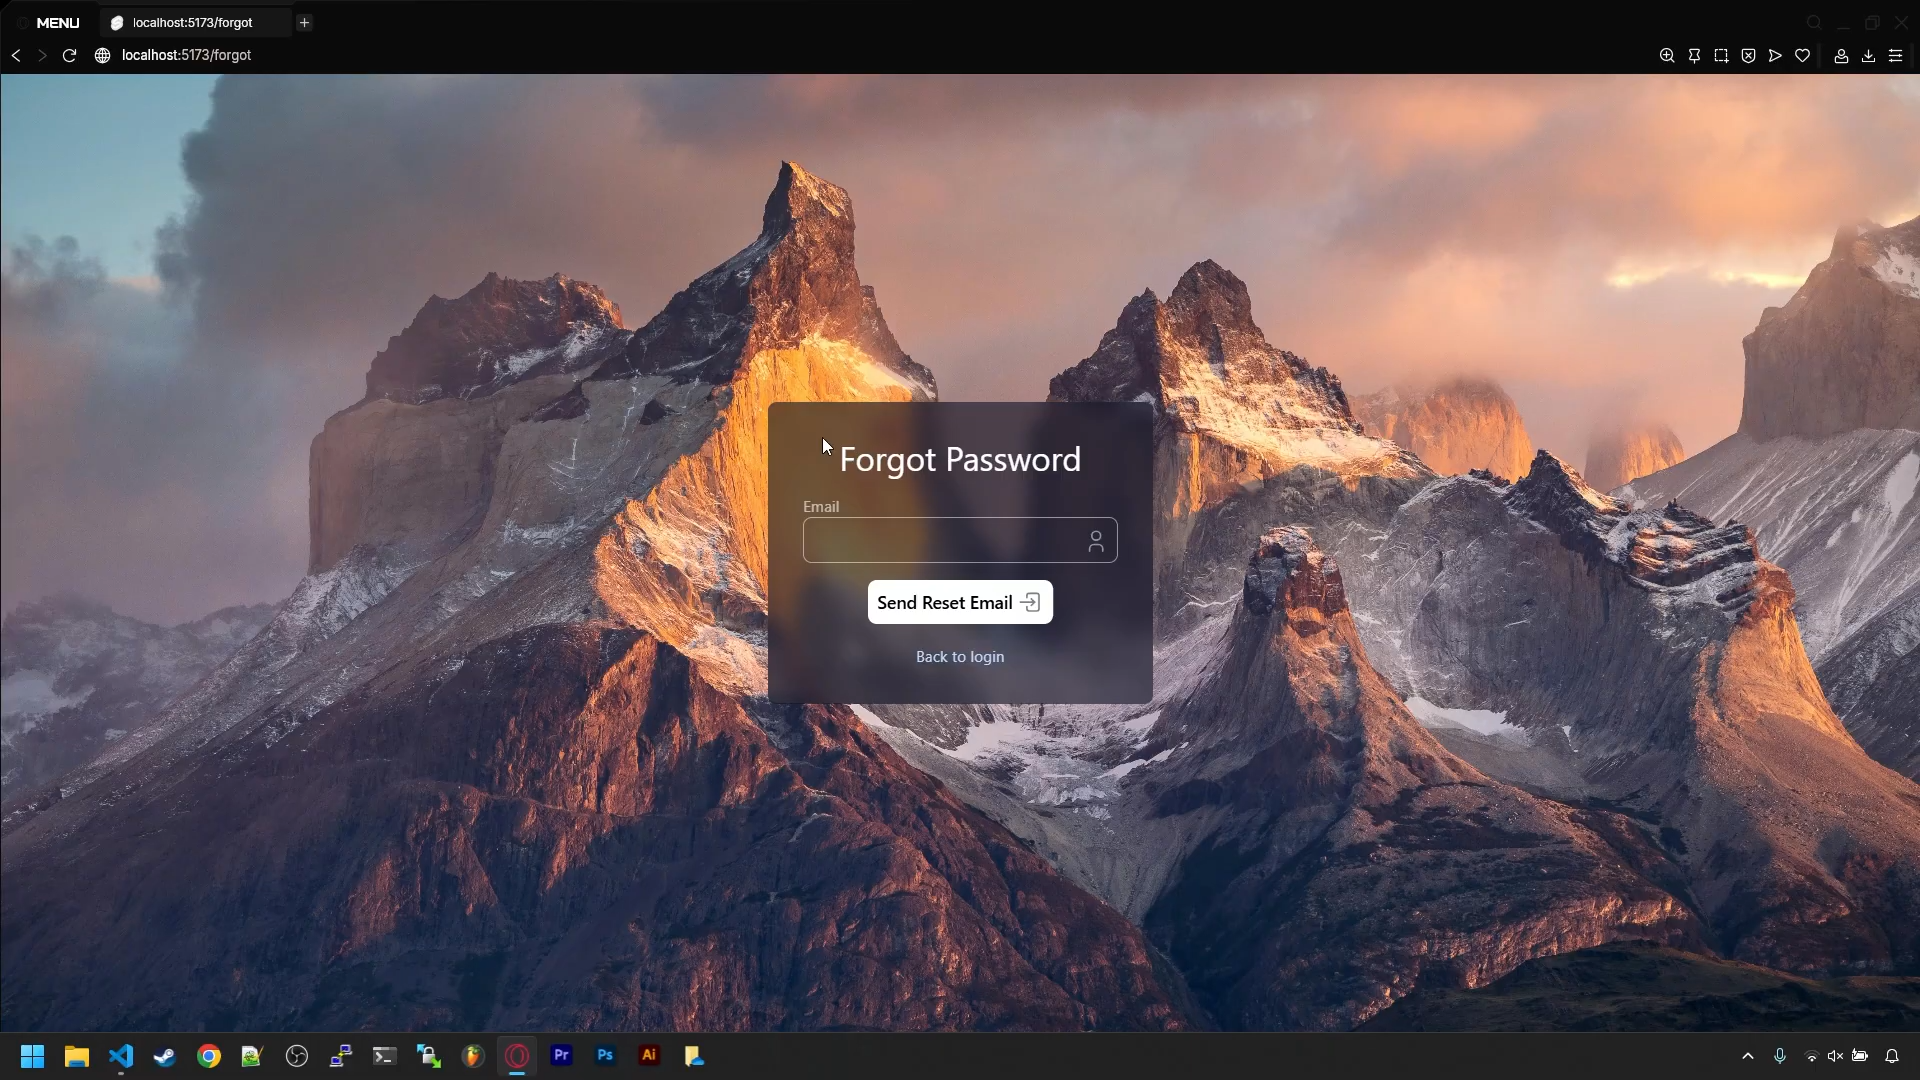 MENU
localhost:5173/forgot
localhost:5173/forgot
Forgot Password
Email
Send Reset Email
Back to login
Pr
Ps
Ai